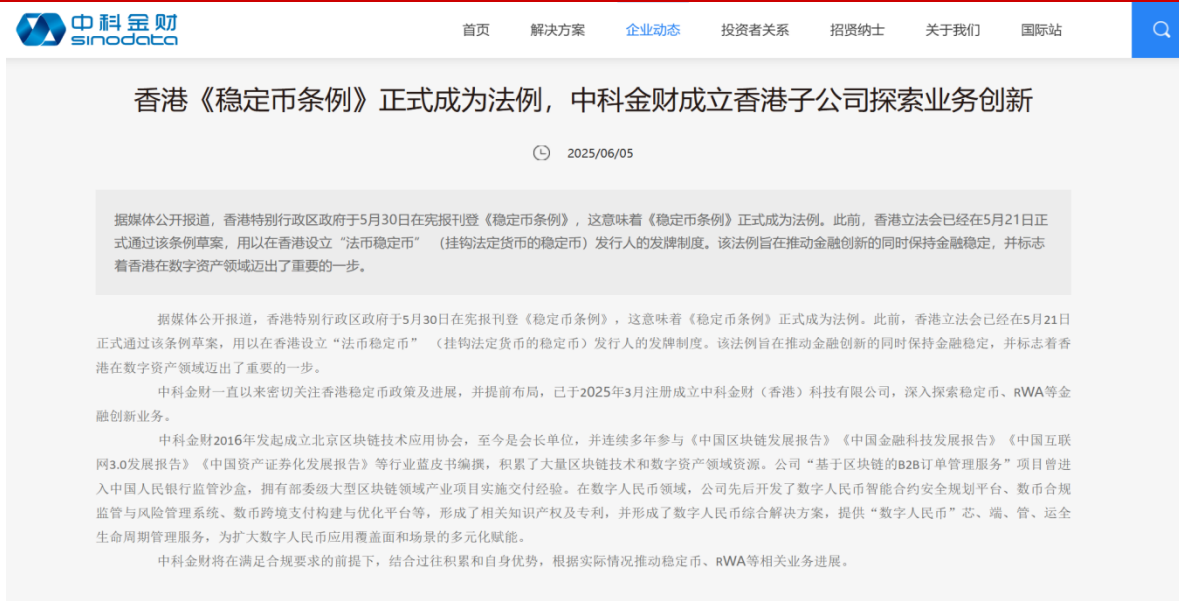 中科金财
sinodata
首页 解决方案 企业动态 投资者关系 招贤纳士 关于我们 国际站
香港《稳定币条例》正式成为法例，中科金财成立香港子公司探索业务创新
2025/06/05
据媒体公开报道，香港特别行政区政府于5月30日在宪报刊登《稳定币条例》，这意味着《稳定币条例》正式成为法例。此前，香港立法会已经在5月21日正
式通过该条例草案，用以在香港设立“法币稳定币” （挂钩法定货币的稳定币）发行人的发牌制度。该法例旨在推动金融创新的同时保持金融稳定，并标志
着香港在数字资产领域迈出了重要的一步。
据媒体公开报道，香港特别行政区政府于5月30日在宪报刊登《稳定币条例》，这意味着《稳定币条例》正式成为法例。此前，香港立法会已经在5月21日
正式通过该条例草案，用以在香港设立“法币稳定币” （挂钩法定货币的稳定币）发行人的发牌制度。该法例旨在推动金融创新的同时保持金融稳定，并标志着香
港在数字资产领域迈出了重要的一步。
中科金财一直以来密切关注香港稳定币政策及进展，并提前布局，已于2025年3月注册成立中科金财（香港）科技有限公司，深入探索稳定币、RWA等金
融创新业务。
中科金财2016年发起成立北京区块链技术应用协会，至今是会长单位，并连续多年参与《中国区块链发展报告》《中国金融科技发展报告》《中国互联
网3.0发展报告》《中国资产证券化发展报告》等行业蓝皮书编撰，积累了大量区块链技术和数字资产领域资源。公司“基于区块链的B2B订单管理服务”项目曾进
入中国人民银行监管沙盒，拥有部委级大型区块链领域产业项目实施交付经验。在数字人民币领域，公司先后开发了数字人民币智能合约安全规划平台、数币合规
监管与风险管理系统、数币跨境支付构建与优化平台等，形成了相关知识产权及专利，并形成了数字人民币综合解决方案，提供“数字人民币”芯、端、管、运全
生命周期管理服务，为扩大数字人民币应用覆盖面和场景的多元化赋能。
中科金财将在满足合规要求的前提下，结合过往积累和自身优势，根据实际情况推动稳定币、RWA等相关业务进展。